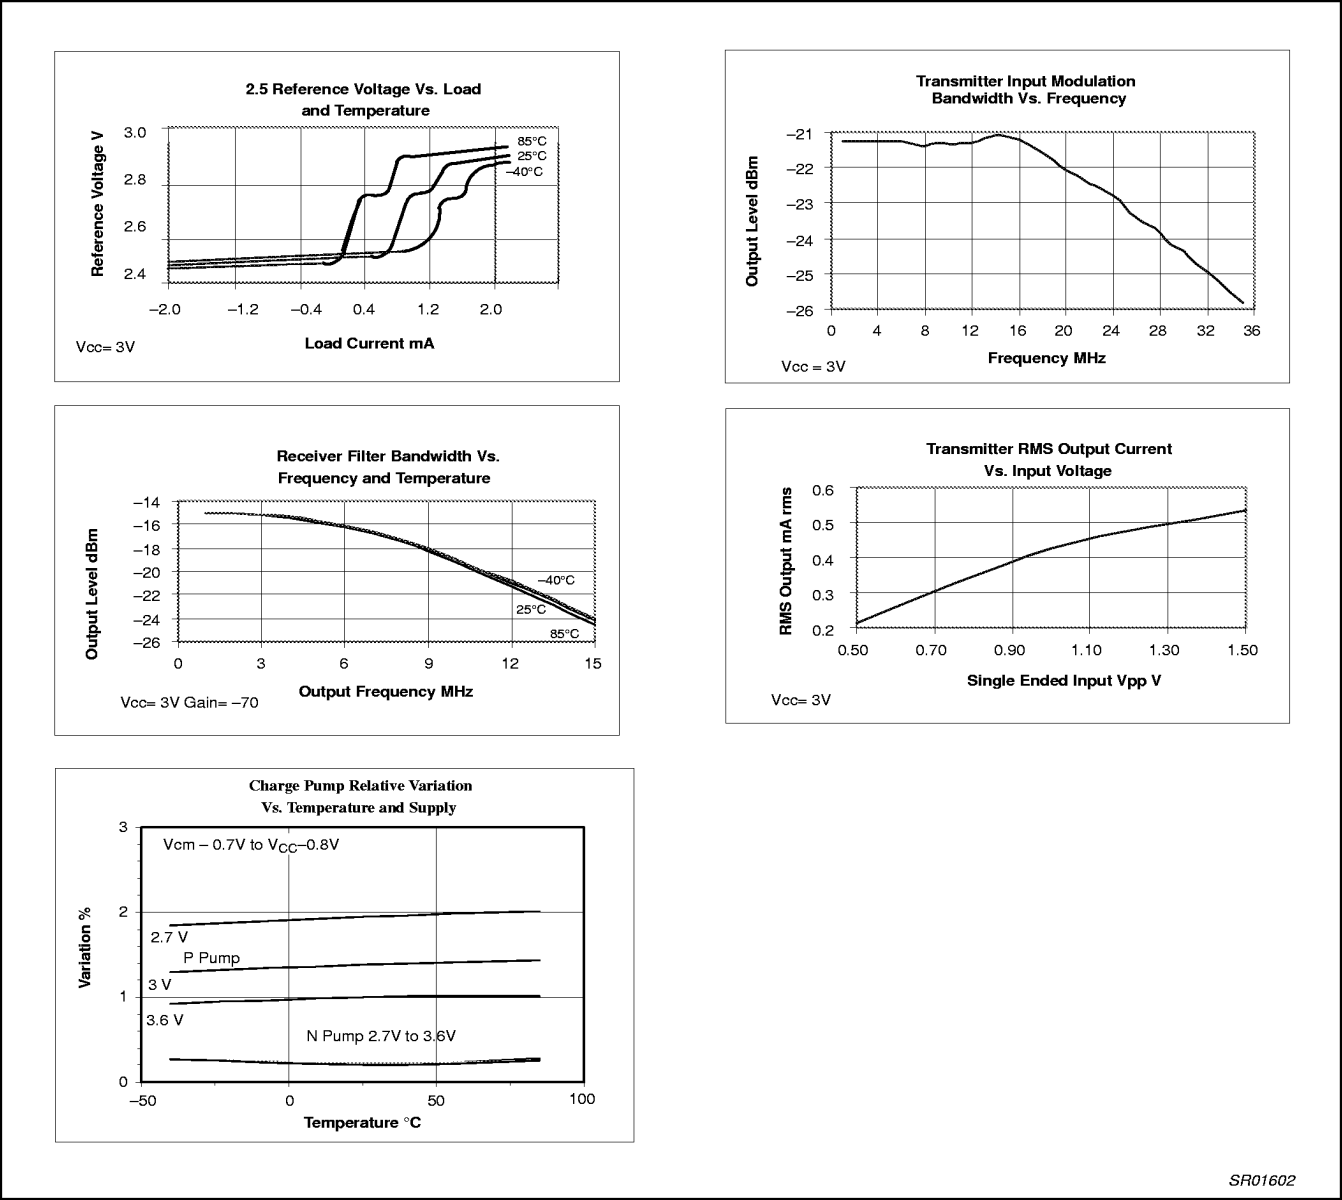 2.5 Reference Voltage Vs. Load
and Temperature
Reference Voltage V
3.0
2.8
2.6
2.4
85°C
25°C
–40°C
–2.0 –1.2 –0.4 0.4 1.2 2.0
Load Current mA
Vcc= 3V
Transmitter Input Modulation
Bandwidth Vs. Frequency
Output Level dBm
–21
–22
–23
–24
–25
–26
0 4 8 12 16 20 24 28 32 36
Frequency MHz
Vcc = 3V
Receiver Filter Bandwidth Vs.
Frequency and Temperature
Output Level dBm
–14
–16
–18
–20
–22
–24
–26
–40°C
25°C
85°C
0 3 6 9 12 15
Output Frequency MHz
Vcc= 3V Gain= –70
Transmitter RMS Output Current
Vs. Input Voltage
RMS Output mA rms
0.6
0.5
0.4
0.3
0.2
0.50 0.70 0.90 1.10 1.30 1.50
Single Ended Input Vpp V
Vcc= 3V
Charge Pump Relative Variation
Vs. Temperature and Supply
Variation %
3
2
1
0
Vcm – 0.7V to VCC–0.8V
2.7 V
P Pump
3 V
3.6 V
N Pump 2.7V to 3.6V
–50 0 50 100
Temperature °C
SR01602